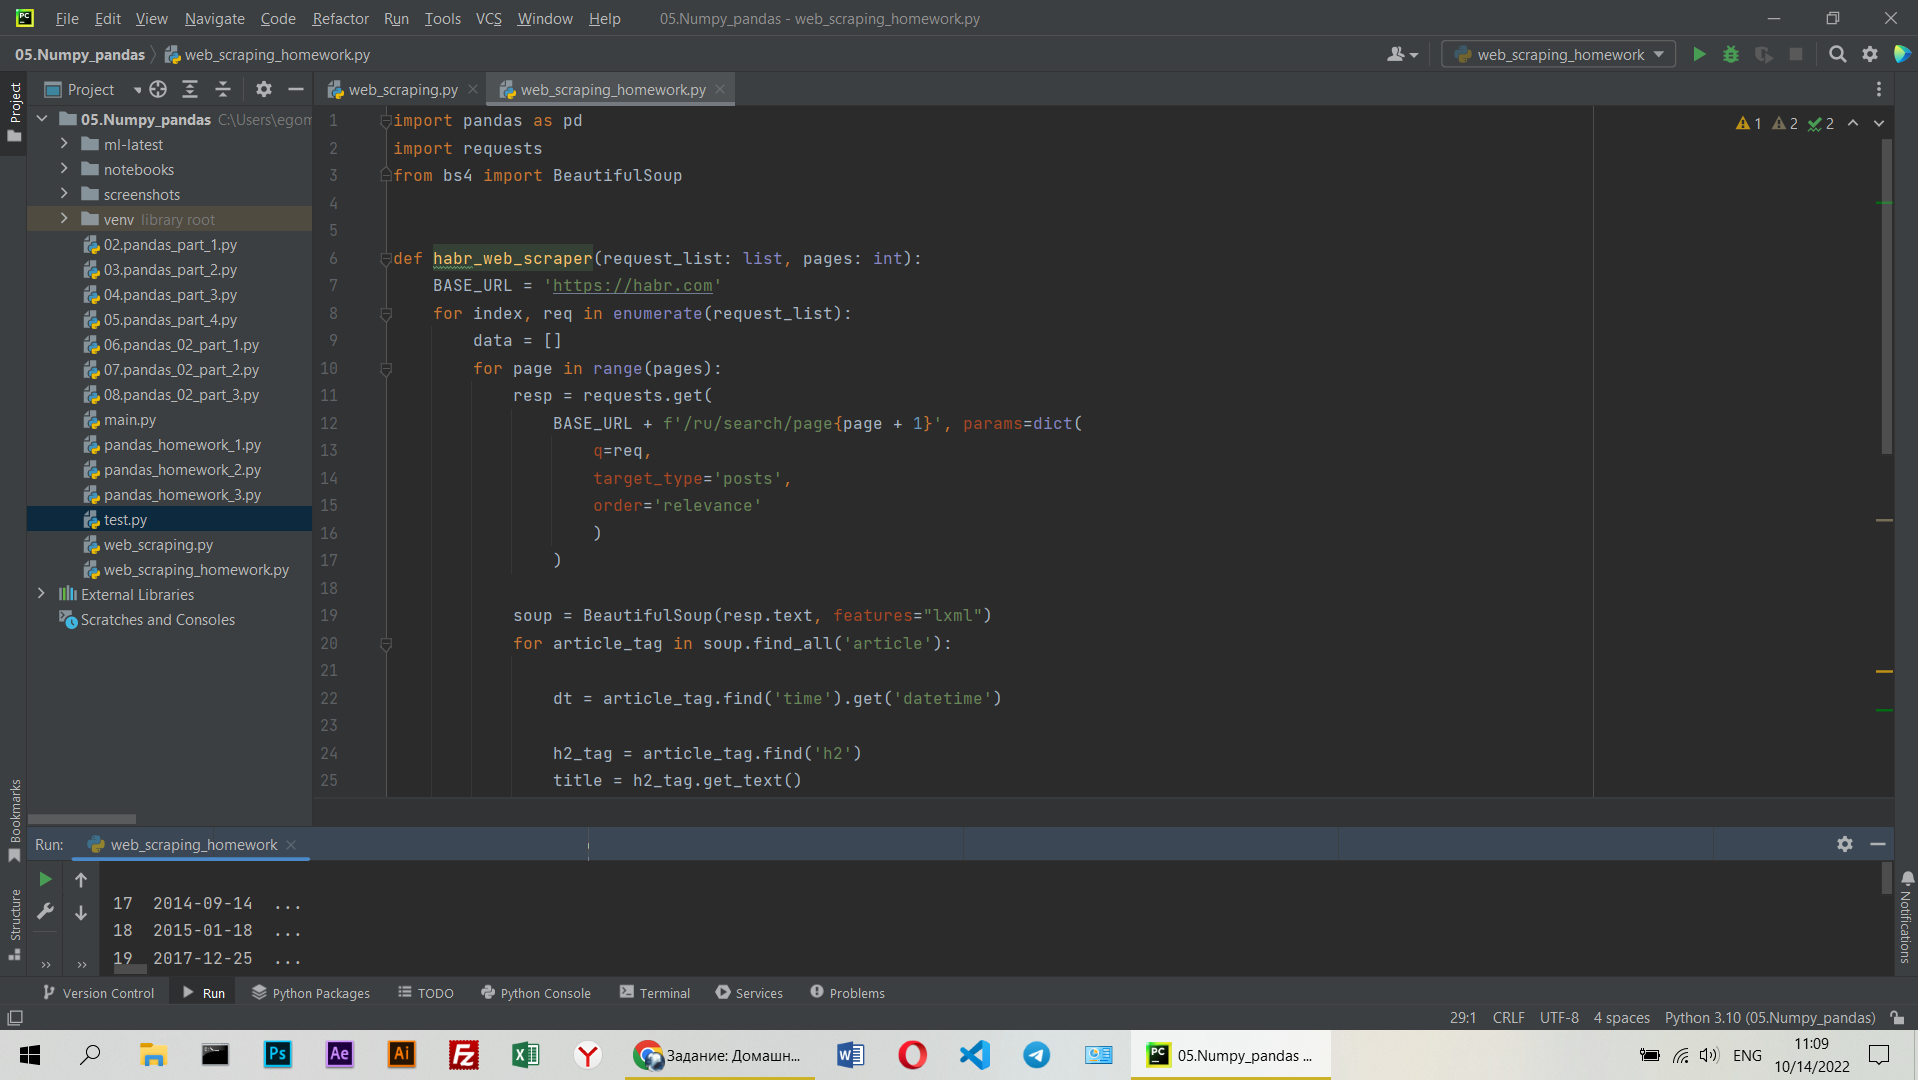 File Edit View Navigate Code Refactor Run Tools VCS Window Help 05.Numpy_pandas - web_scraping_homework.py
05.Numpy_pandas web_scraping_homework.py web_scraping_homework
Project web_scraping.py web_scraping_homework.py
Project
05.Numpy_pandas C:\Users\egom
ml-latest
notebooks
screenshots
venv library root
02.pandas_part_1.py
03.pandas_part_2.py
04.pandas_part_3.py
05.pandas_part_4.py
06.pandas_02_part_1.py
07.pandas_02_part_2.py
08.pandas_02_part_3.py
main.py
pandas_homework_1.py
pandas_homework_2.py
pandas_homework_3.py
test.py
web_scraping.py
web_scraping_homework.py
External Libraries
Scratches and Consoles
1 2 2
1 import pandas as pd
2 import requests
3 from bs4 import BeautifulSoup
4
5
6 def habr_web_scraper(request_list: list, pages: int):
7 BASE_URL = 'https://habr.com'
8 for index, req in enumerate(request_list):
9 data = []
10 for page in range(pages):
11 resp = requests.get(
12 BASE_URL + f'/ru/search/page{page + 1}', params=dict(
13 q=req,
14 target_type='posts',
15 order='relevance'
16 )
17 )
18
19 soup = BeautifulSoup(resp.text, features="lxml")
20 for article_tag in soup.find_all('article'):
21
22 dt = article_tag.find('time').get('datetime')
23
24 h2_tag = article_tag.find('h2')
25 title = h2_tag.get_text()
Bookmarks
Structure
Notifications
Run: web_scraping_homework
17 2014-09-14 ...
18 2015-01-18 ...
19 2017-12-25 ...
Version Control Run Python Packages TODO Python Console Terminal Services Problems
29:1 CRLF UTF-8 4 spaces Python 3.10 (05.Numpy_pandas)
Ps Ae Ai Fz Задание: Домашн... PC 05.Numpy_pandas ... ENG 11:09
10/14/2022